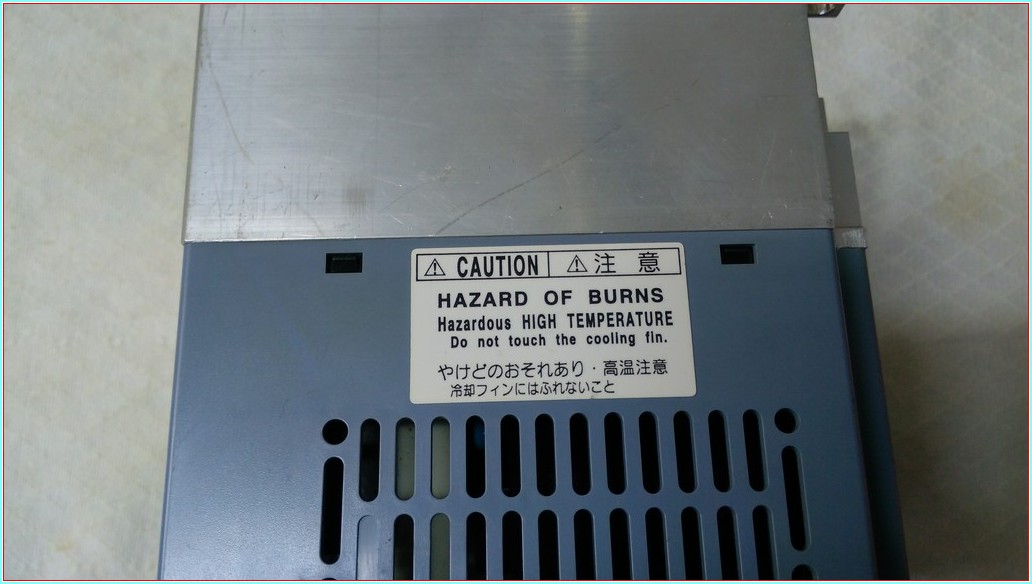 ⚠ CAUTION ⚠ 注意
HAZARD OF BURNS
Hazardous HIGH TEMPERATURE
Do not touch the cooling fin.
やけどのおそれあり・高温注意
冷却フィンにはふれないこと